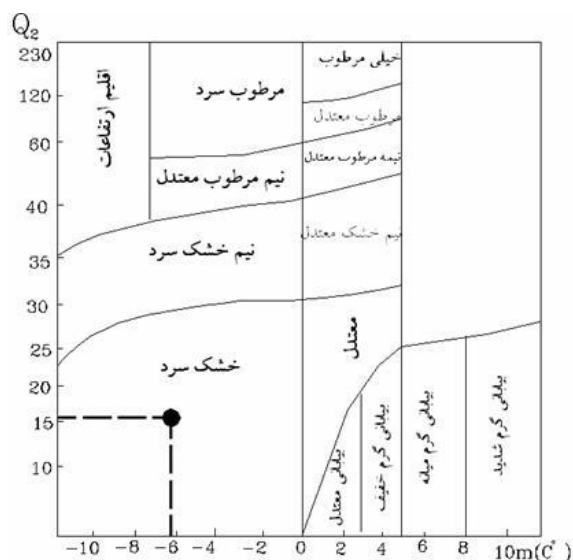 Q2
230
120
60
40
35
30
25
20
15
10
اقلیم ارتفاعات
مرطوب سرد
خیلی مرطوب
مرطوب معتدل
نیم مرطوب معتدل
نیمه مرطوب معتدل
نیم خشک سرد
نیم خشک معتدل
خشک سرد
معتدل
بیابانی معتدل
بیابانی گرم خفیف
بیابانی گرم میانه
بیابانی گرم شدید
-10 -8 -6 -4 -2 0 2 4 6 8 10m(C°)